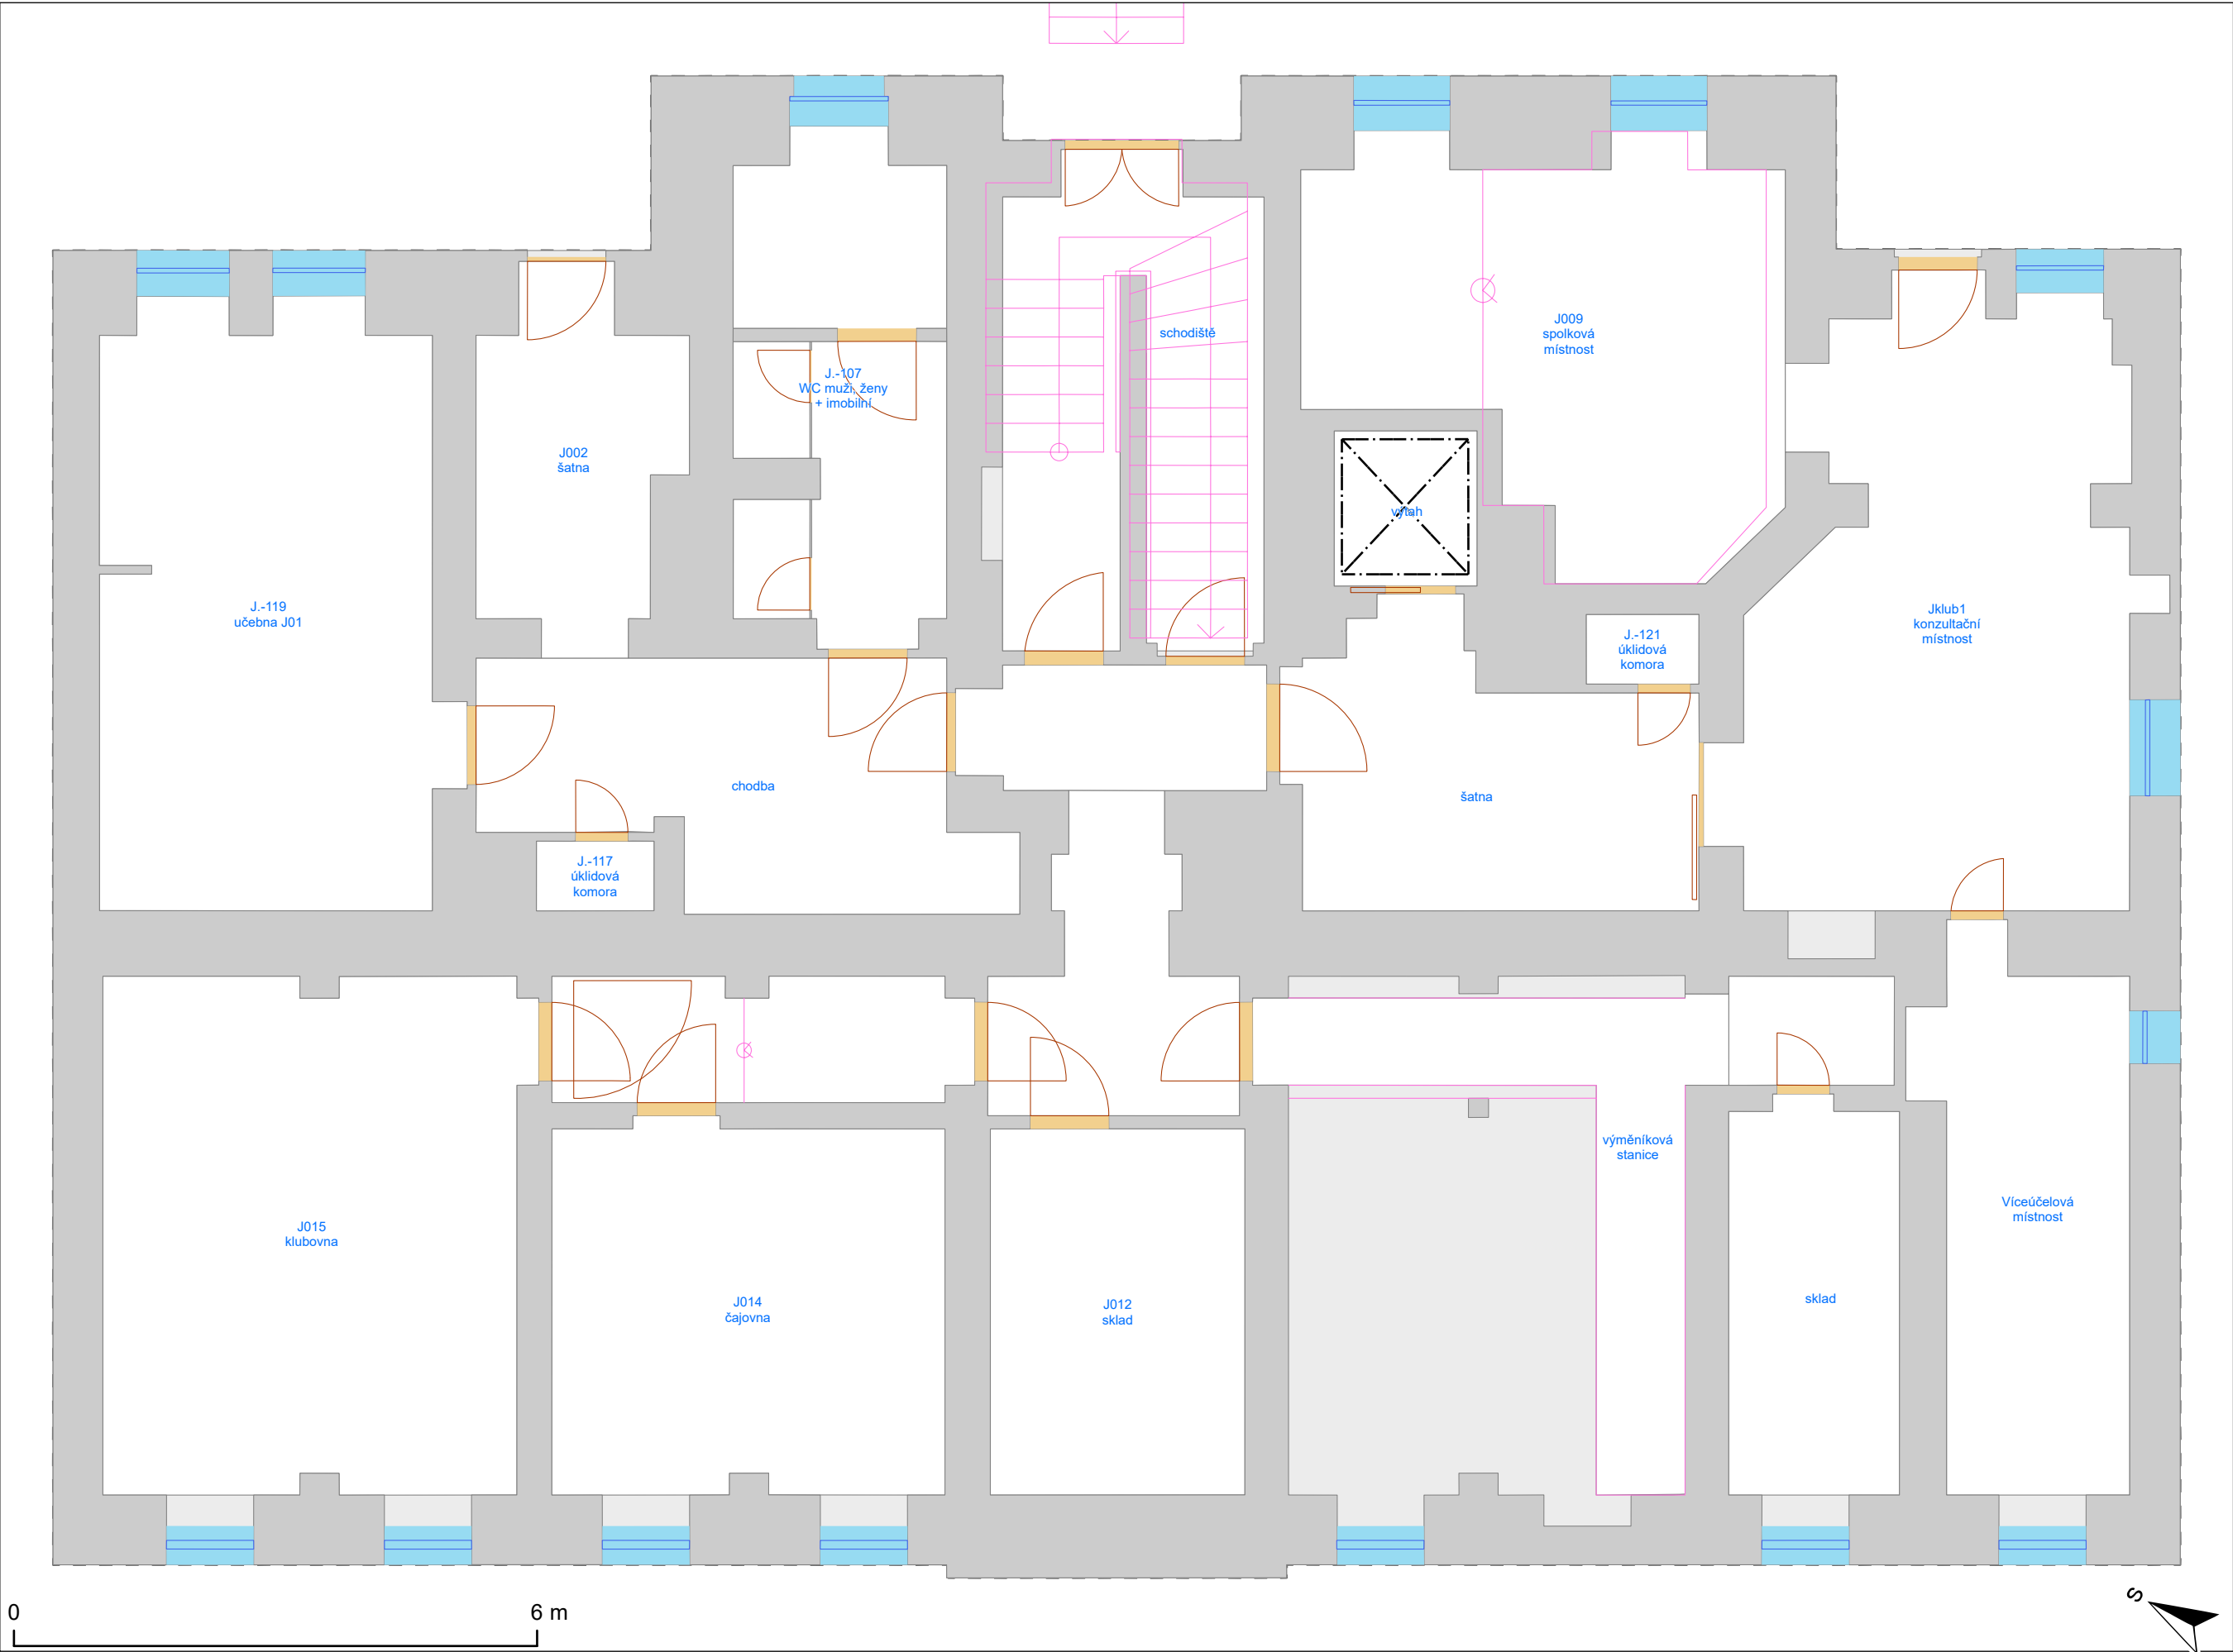 schodiště
J009
spolková
místnost
J.-107
WC muži, ženy
+ imobilní
J002
šatna
výtah
J.-119
učebna J01
Jklub1
konzultační
místnost
J.-121
úklidová
komora
chodba
šatna
J.-117
úklidová
komora
výměníková
stanice
Víceúčelová
místnost
J015
klubovna
J014
čajovna
J012
sklad
sklad
0
6 m
S